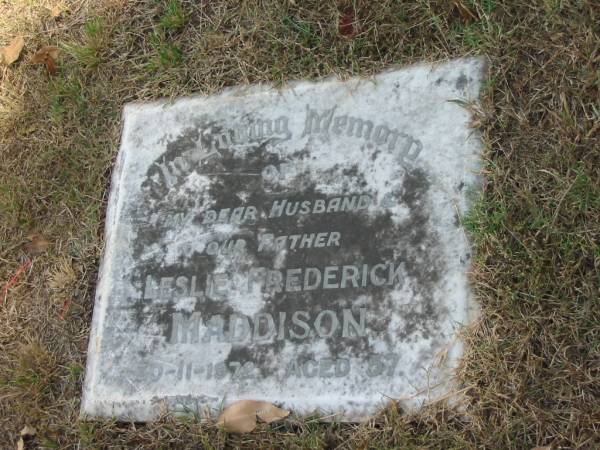 In Loving Memory
OF
MY DEAR HUSBAND &
OUR FATHER
LESLIE FREDERICK
MADDISON
AGED